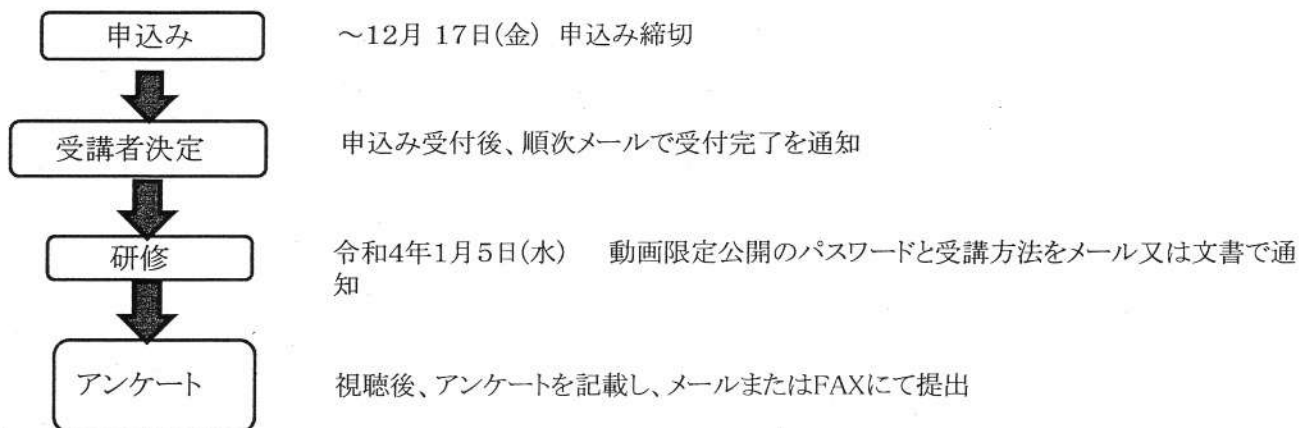 申込み
～12月 17日(金) 申込み締切
受講者決定
申込み受付後、順次メールで受付完了を通知
研修
令和4年1月5日(水) 動画限定公開のパスワードと受講方法をメール又は文書で通
知
アンケート
視聴後、アンケートを記載し、メールまたはFAXにて提出